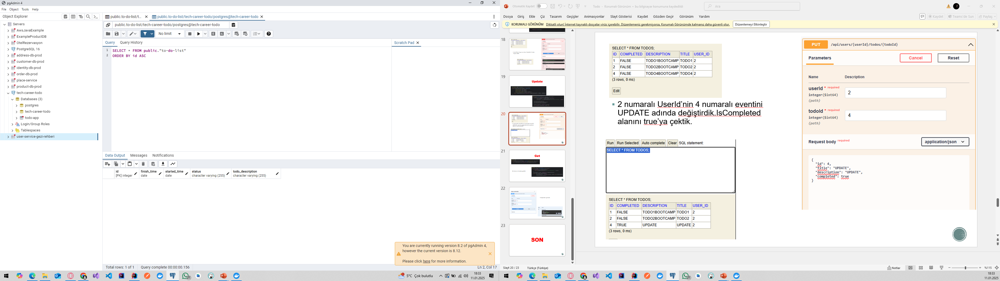 pgAdmin 4
File Object Tools Help
Object Explorer
Servers
AwsJavaExample
ExampleProductDB
OtelRezervasyon
PostgreSQL 16
address-db-prod
customer-db-prod
identity-db-prod
order-db-prod
place-service
product-db-prod
tech-career-todo
Databases (3)
postgres
tech-career-todo
todo-app
Login/Group Roles
Tablespaces
user-service-gezi-rehberi
public.to-do-list/t...
public.to-do-list/tech-career-todo/postgres@tech-career-todo
public.to-do-list/tech-career-todo/postgres@tech-career-todo
No limit
Query Query History
Scratch Pad
1 SELECT * FROM public."to-do-list"
2 ORDER BY id ASC
Data Output Messages Notifications
id finish_time started_time status todo_description
[PK] integer date date character varying (255) character varying (255)
You are currently running version 8.2 of pgAdmin 4,
however the current version is 8.12.
Please click here for more information.
Total rows: 1 of 1 Query complete 00:00:00.156
Ln 2, Col 17
21
5°C Çok bulutlu
18:33
11.01.2025
Otomatik Kaydet
Todo - Korumalı Görünüm • bu bilgisayar konumuna kaydedildi
Ara
Dosya Giriş Ekle Çiz Tasarım Geçişler Animasyonlar Slayt Gösterisi Kaydet Gözden Geçir Görünüm Yardım
Kaydet Teams'de Sun Paylaş
KORUMALI GÖRÜNÜM Dikkatli olun! İnternet kaynaklı dosyalar virüs içerebilir. Düzenlemeniz gerekmiyorsa, Korumalı Görünümde kalmanız daha güvenli olur. Düzenlemeyi Etkinleştir
18
19
Update
20
21
Get
22
23
SON
SELECT * FROM TODOS;
ID COMPLETED DESCRIPTION TITLE USER_ID
1 FALSE TODO1BOOTCAMP TODO1 2
2 FALSE TODO2BOOTCAMP TODO2 2
4 FALSE TODO4BOOTCAMP TODO4 2
(3 rows, 0 ms)
Edit
2 numaralı UserId'nin 4 numaralı eventini
UPDATE adında değiştirdik.IsCompleted
alanını true'ya çektik.
Run Run Selected Auto complete Clear SQL statement:
SELECT * FROM TODOS;
SELECT * FROM TODOS;
ID COMPLETED DESCRIPTION TITLE USER_ID
1 FALSE TODO1BOOTCAMP TODO1 2
2 FALSE TODO2BOOTCAMP TODO2 2
4 TRUE UPDATE UPDATE 2
(3 rows, 0 ms)
PUT /api/users/{userId}/todos/{todoId}
Parameters
Cancel
Reset
Name Description
userId * required
integer($int64)
(path)
2
todoId * required
integer($int64)
(path)
4
Request body required
application/json
{
"id": 4,
"title": "UPDATE",
"description": "UPDATE",
"completed": true
}
Slayt 20 / 23 Türkçe (Türkiye)
Notlar
%115
21
18:33
11.01.2025